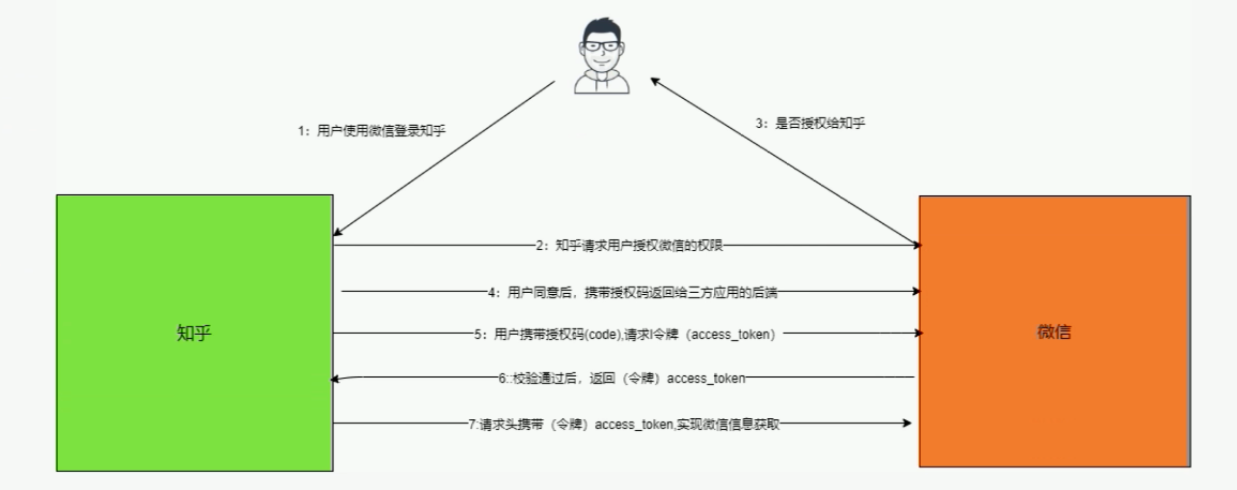 1：用户使用微信登录知乎
3：是否授权给知乎
2：知乎请求用户授权微信的权限
4：用户同意后，携带授权码返回给三方应用的后端
知乎
5：用户携带授权码(code),请求l令牌（access_token）
微信
6::校验通过后，返回（令牌）access_token
7:请求头携带（令牌）access_token,实现微信信息获取